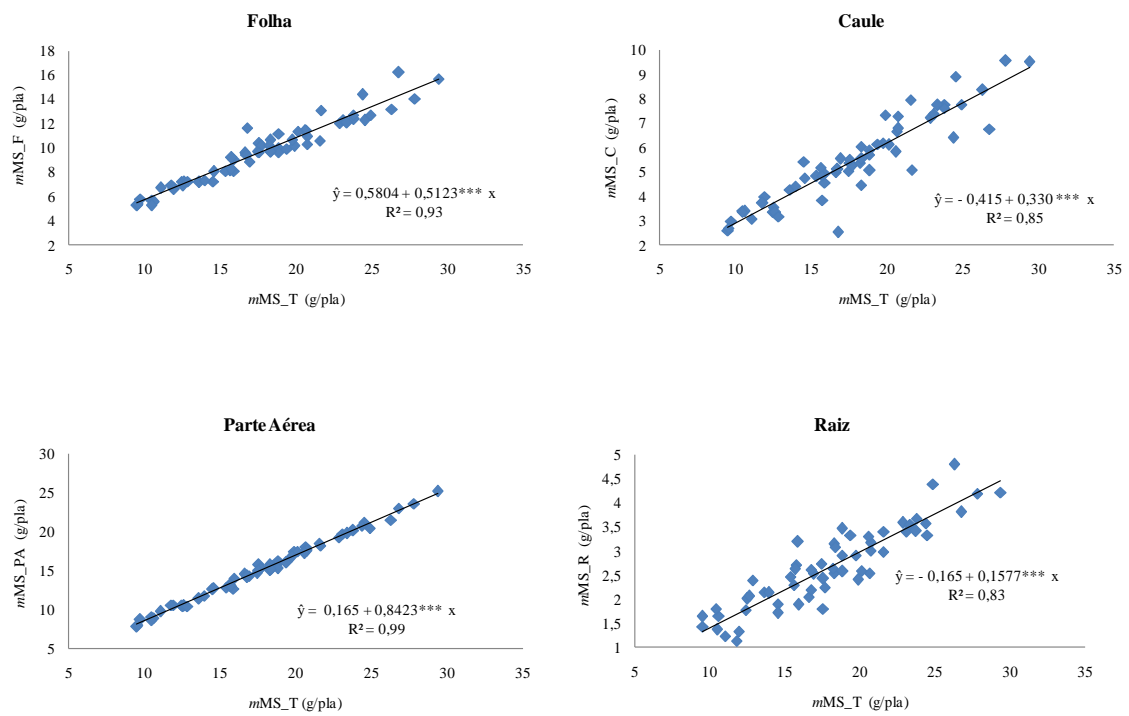 Folha
mMS_F (g/pla)
18
16
14
12
10
8
6
4
2
5 10 15 20 25 30 35
mMS_T (g/pla)
ŷ = 0,5804 + 0,5123*** x
R² = 0,93
Caule
mMS_C (g/pla)
10
9
8
7
6
5
4
3
2
5 10 15 20 25 30 35
mMS_T (g/pla)
ŷ = - 0,415 + 0,330 *** x
R² = 0,85
Parte Aérea
mMS_PA (g/pla)
30
25
20
15
10
5
5 10 15 20 25 30 35
mMS_T (g/pla)
ŷ = 0,165 + 0,8423*** x
R² = 0,99
Raiz
mMS_R (g/pla)
5
4,5
4
3,5
3
2,5
2
1,5
1
5 10 15 20 25 30 35
mMS_T (g/pla)
ŷ = - 0,165 + 0,1577*** x
R² = 0,83